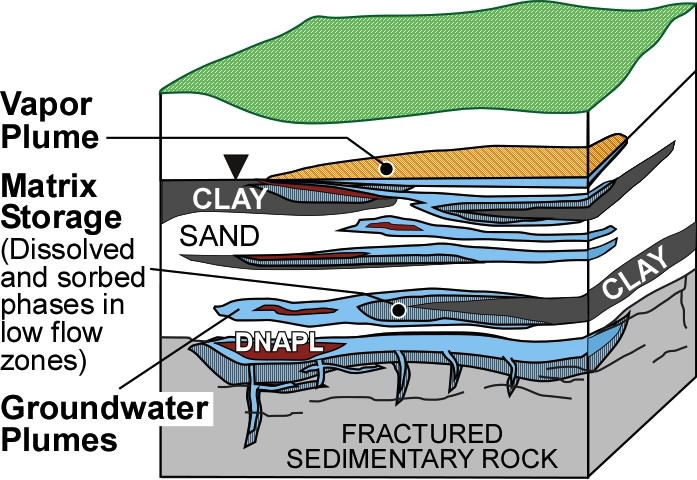 Vapor
Plume
Matrix
Storage
(Dissolved
and sorbed
phases in
low flow
zones)
Groundwater
Plumes
CLAY
SAND
CLAY
DNAPL
FRACTURED
SEDIMENTARY ROCK